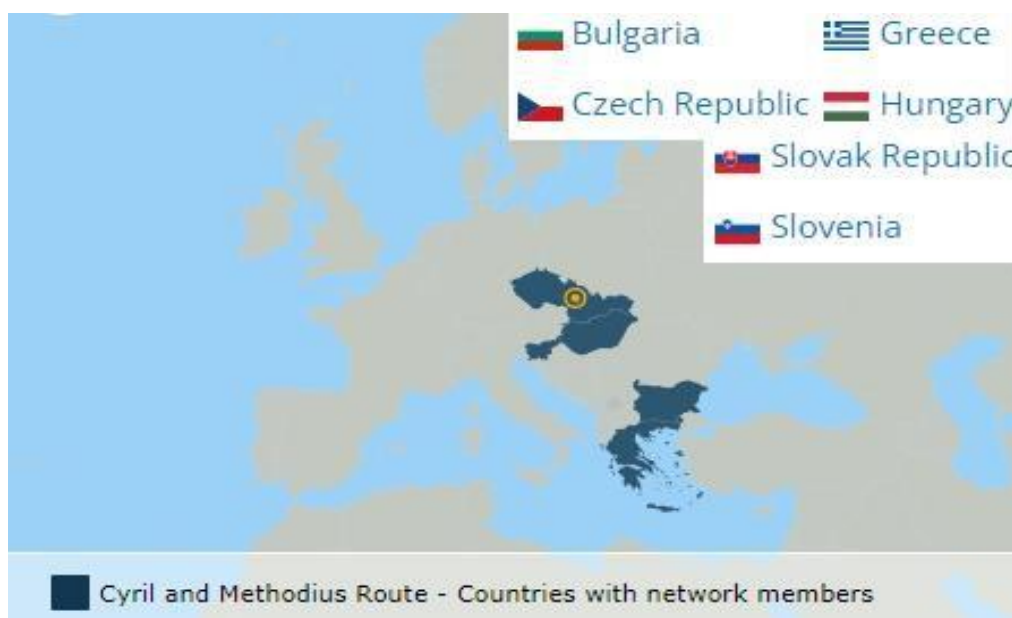 Bulgaria Greece
Czech Republic Hungary
Slovak Republic
Slovenia
Cyril and Methodius Route - Countries with network members